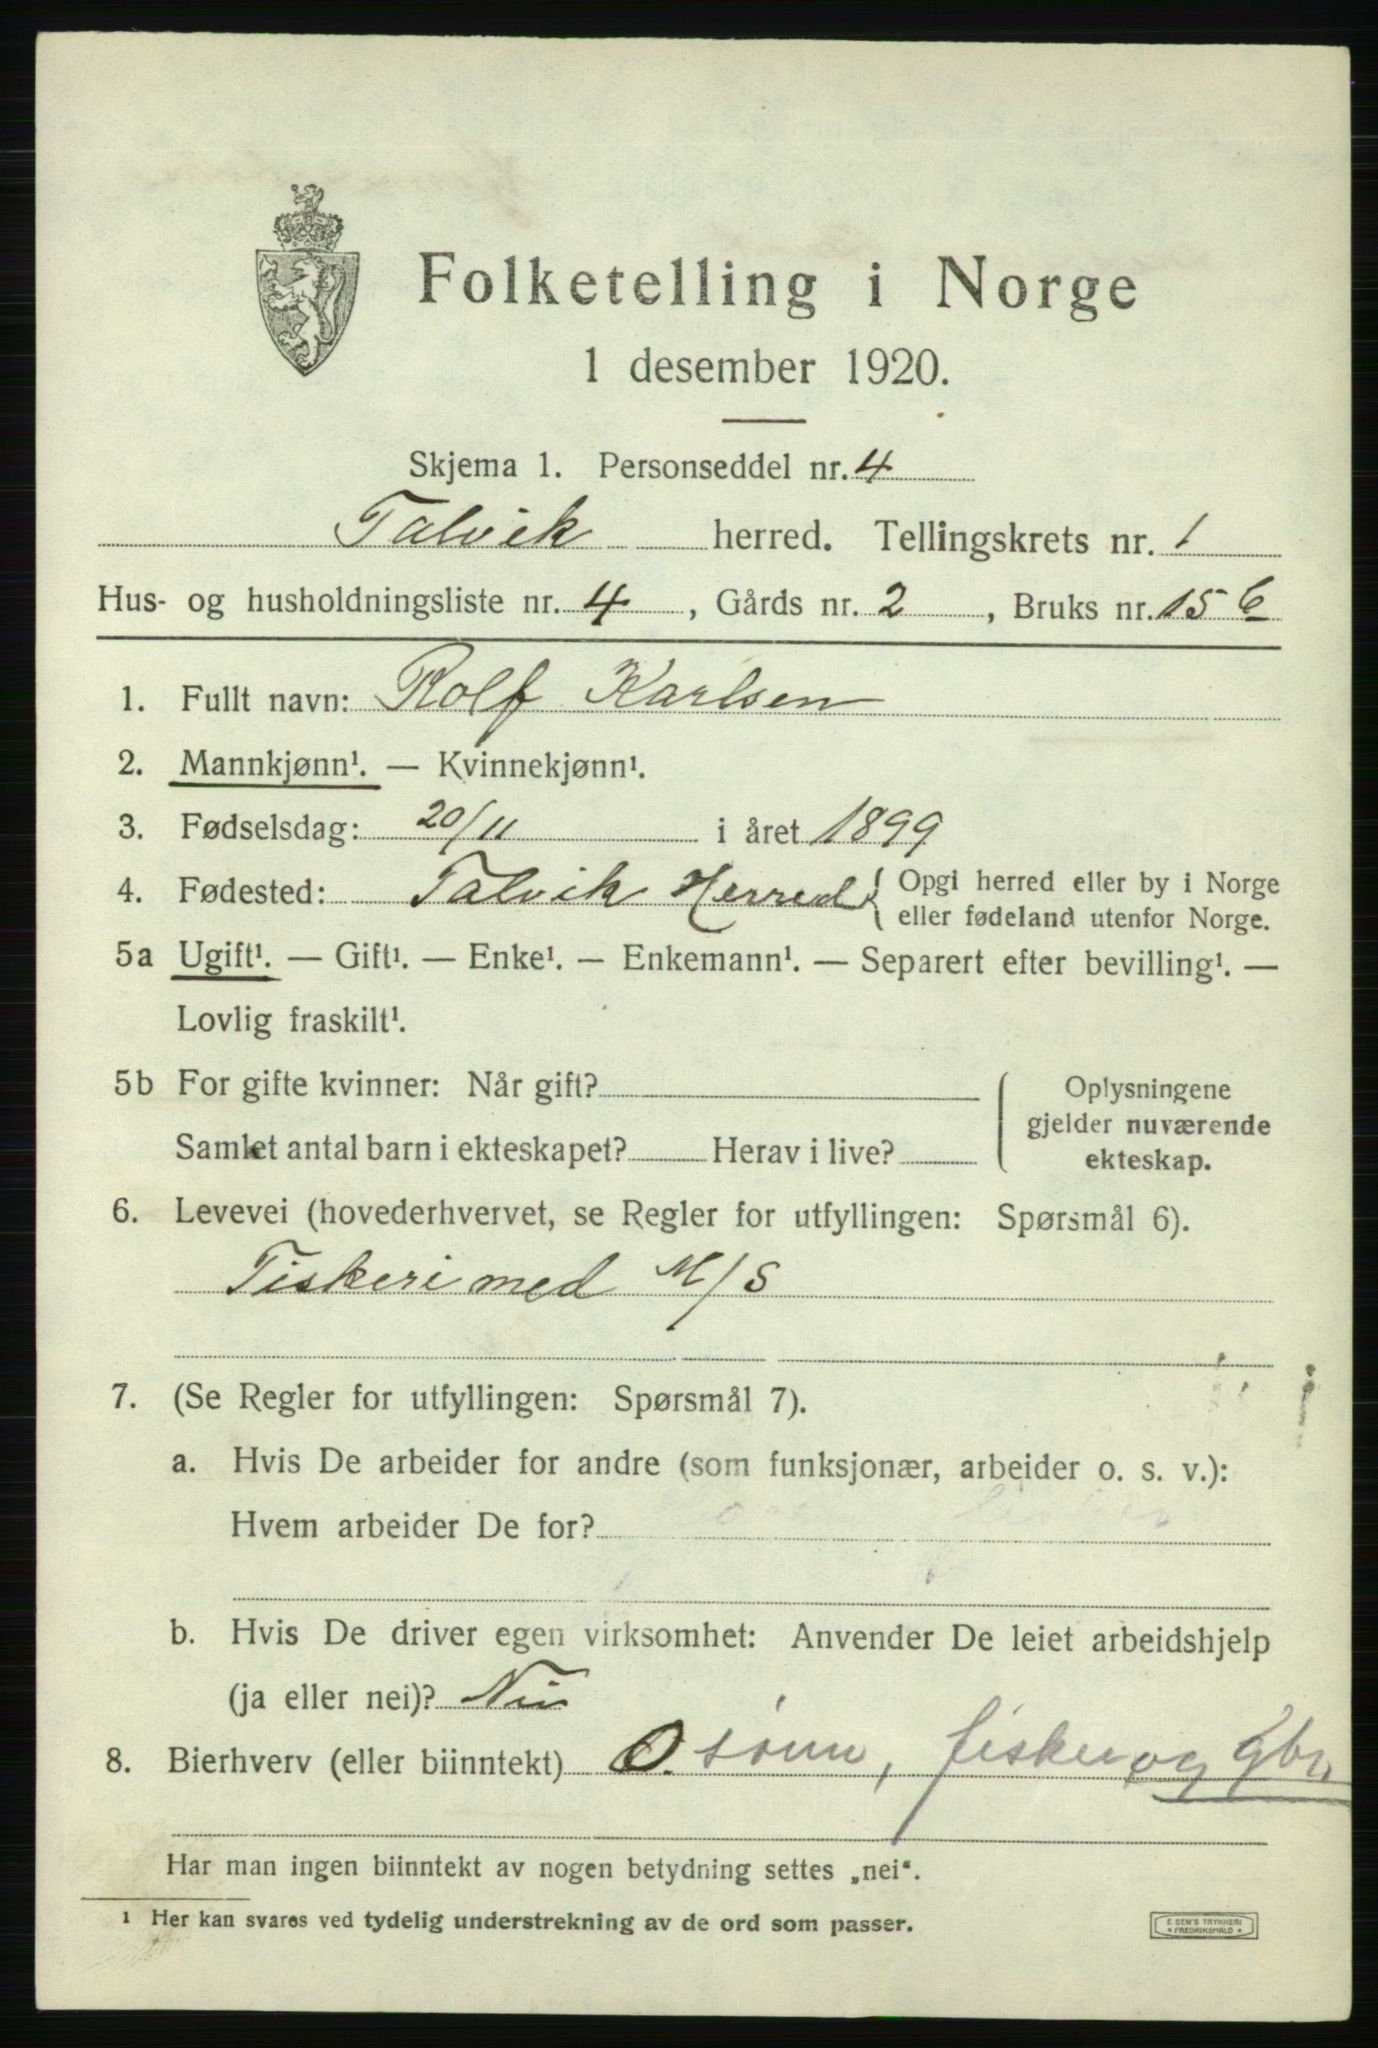 Folketelling i Norge
1 desember 1920.
Skjema 1. Personseddel nr. 4
Talvik herred. Tellingskrets nr. 1
Hus- og husholdningsliste nr. 4, Gårds nr. 2, Bruks nr. 15 6
1. Fullt navn: Rolf Karlsen
2. Mannkjønn¹. — Kvinnekjønn¹.
3. Fødselsdag: 20/11 i året 1899
4. Fødested: Talvik Herred { Opgi herred eller by i Norge
eller fødeland utenfor Norge.
5a Ugift¹. — Gift¹. — Enke¹. — Enkemann¹. — Separert efter bevilling¹. —
Lovlig fraskilt¹.
5b For gifte kvinner: Når gift?
Samlet antal barn i ekteskapet? Herav i live?
Oplysningene
gjelder nuværende
ekteskap.
6. Levevei (hovederhvervet, se Regler for utfyllingen: Spørsmål 6).
Fiskeri med M/S
7. (Se Regler for utfyllingen: Spørsmål 7).
a. Hvis De arbeider for andre (som funksjonær, arbeider o. s. v.):
Hvem arbeider De for?
b. Hvis De driver egen virksomhet: Anvender De leiet arbeidshjelp
(ja eller nei)? Nei
8. Bierhverv (eller biinntekt) O. sønn, fisker og gbr.
Har man ingen biinntekt av nogen betydning settes „nei“.
¹ Her kan svares ved tydelig understrekning av de ord som passer.
E. SEM'S TRYKKERI
* FREDRIKSHALD *